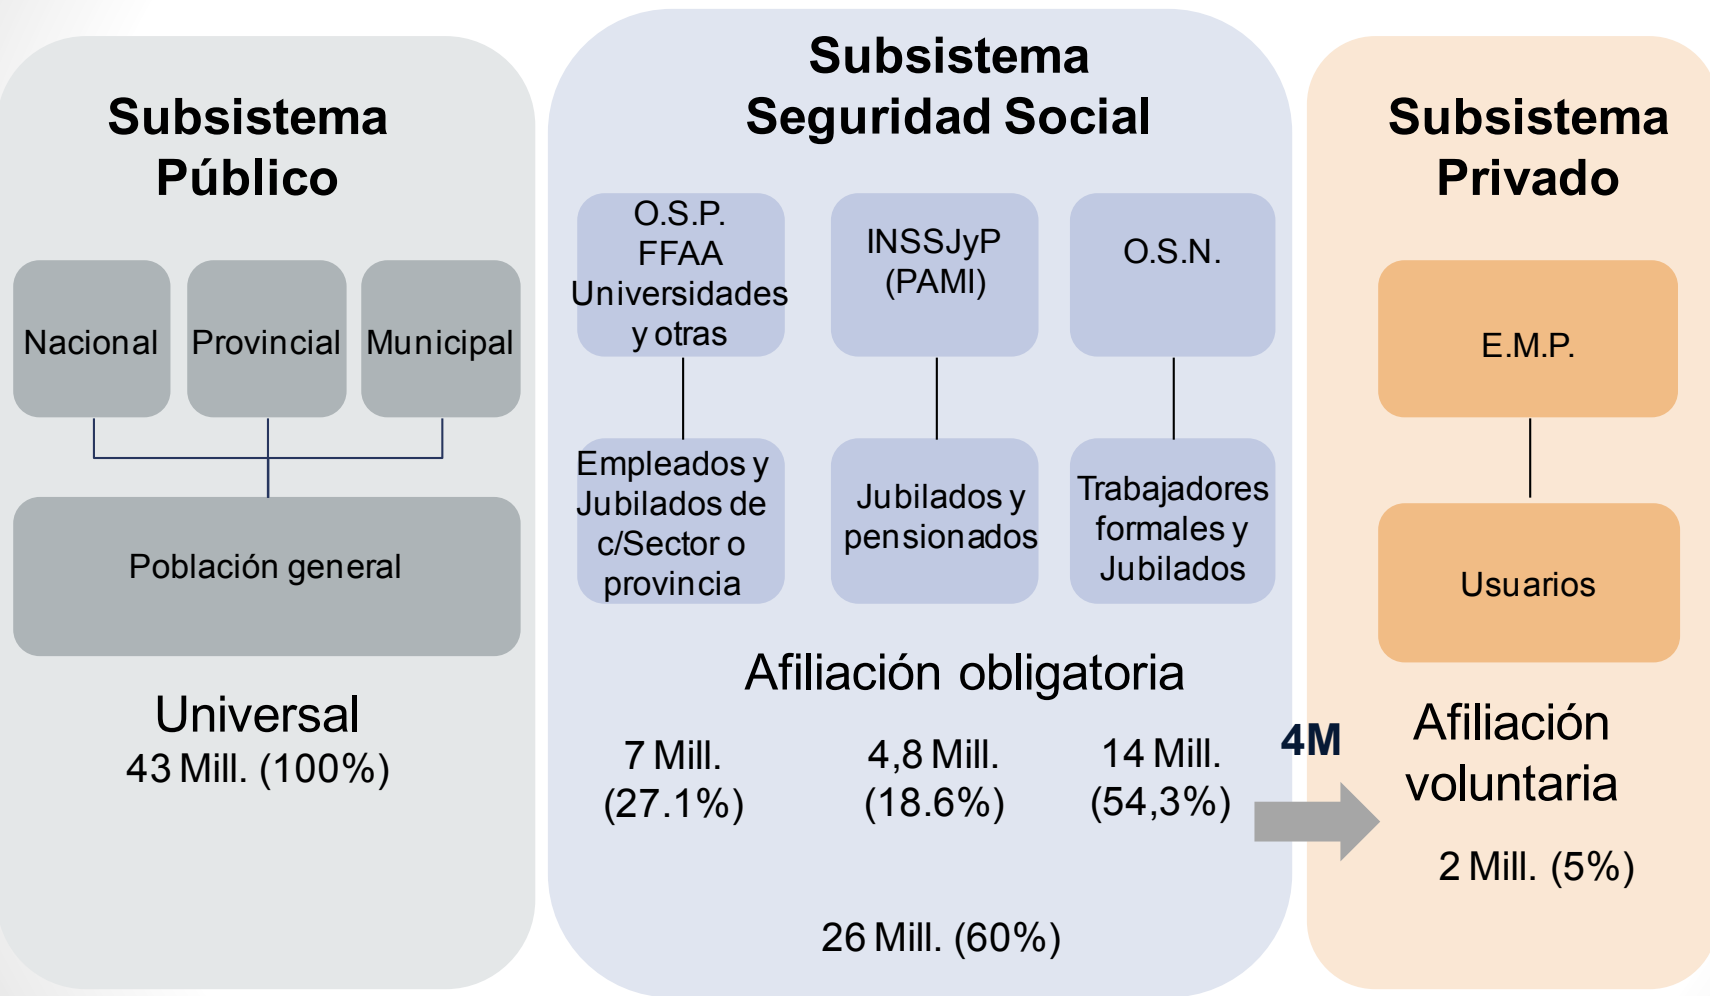 Subsistema
Público
Nacional
Provincial
Municipal
Población general
Universal
43 Mill. (100%)
Subsistema
Seguridad Social
O.S.P.
FFAA
Universidades
y otras
INSSJyP
(PAMI)
O.S.N.
Empleados y
Jubilados de
c/Sector o
provincia
Jubilados y
pensionados
Trabajadores
formales y
Jubilados
Afiliación obligatoria
7 Mill.
(27.1%)
4,8 Mill.
(18.6%)
14 Mill.
(54,3%)
26 Mill. (60%)
4M
Subsistema
Privado
E.M.P.
Usuarios
Afiliación
voluntaria
2 Mill. (5%)